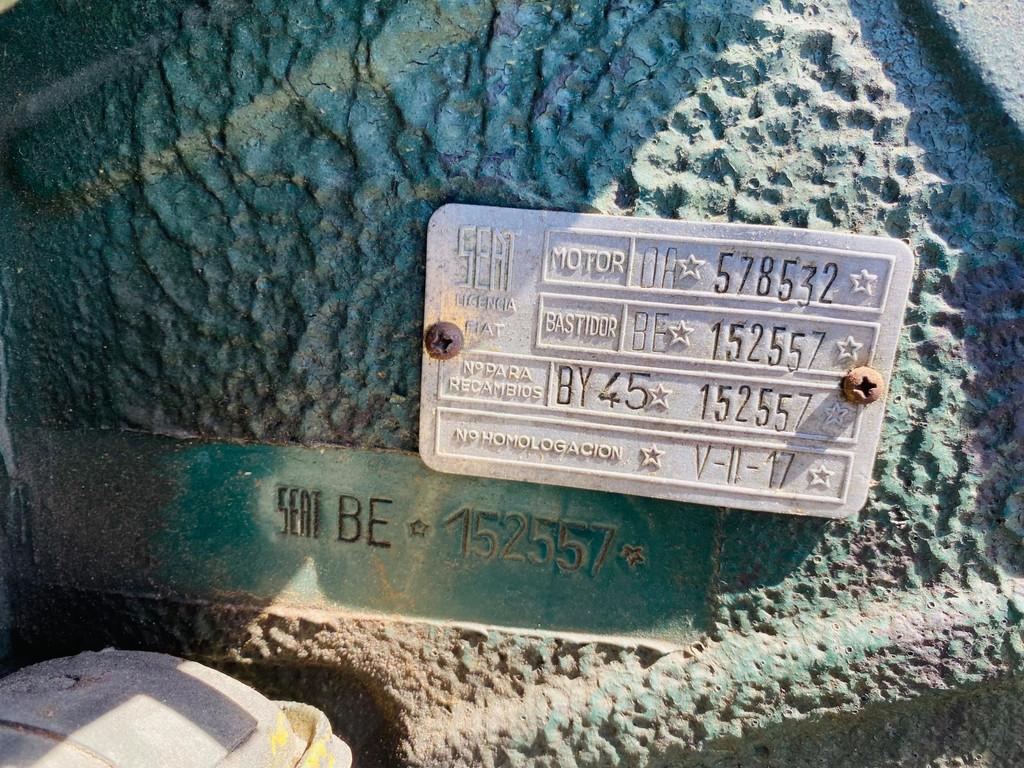 SEAT
LICENCIA
FIAT
MOTOR OA☆ 578532 ☆
BASTIDOR BE☆ 152557 ☆
Nº PARA RECAMBIOS BY 45☆ 152557 ☆
Nº HOMOLOGACION ☆ V-II-17 ☆
SEAT BE ☆ 152557 ☆